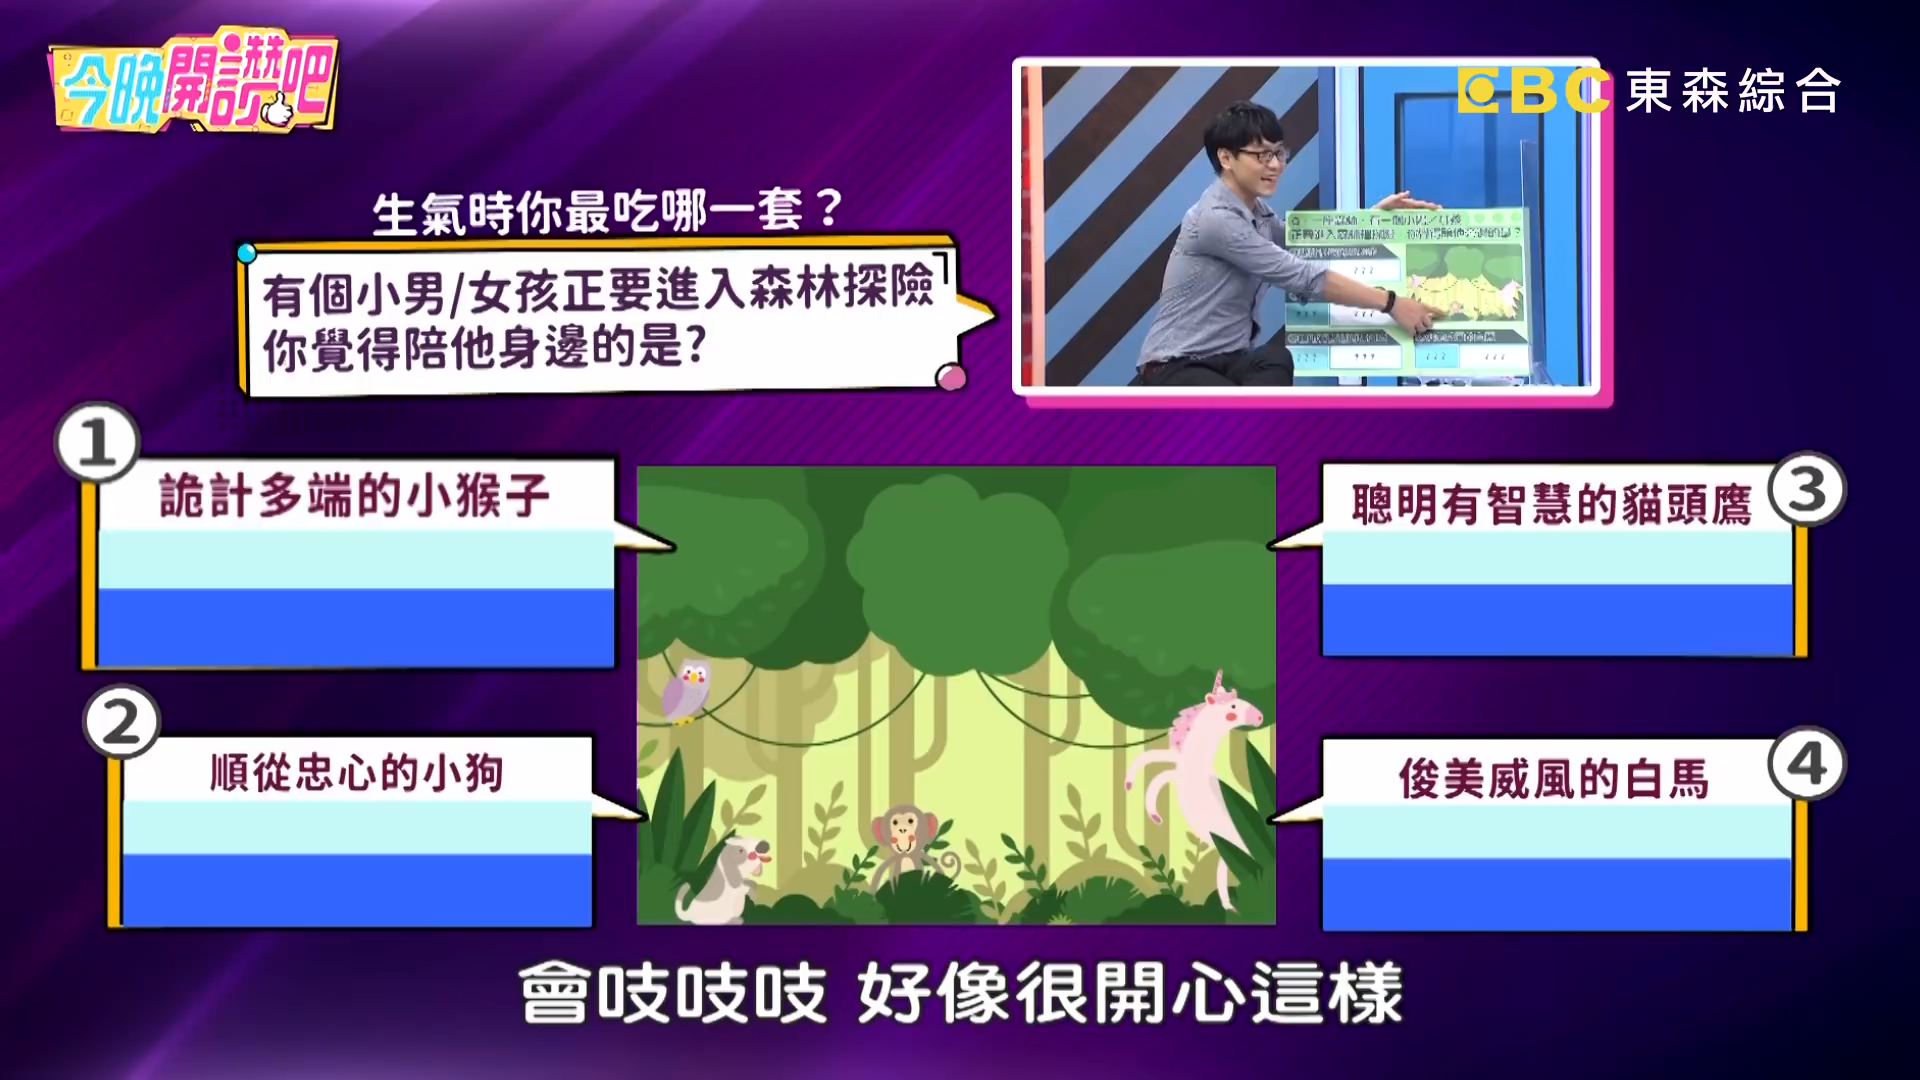 今晚開讚吧
EBC 東森綜合
生氣時你最吃哪一套？
有個小男/女孩正要進入森林探險
你覺得陪他身邊的是?
1
詭計多端的小猴子
3
聰明有智慧的貓頭鷹
2
順從忠心的小狗
4
俊美威風的白馬
會吱吱吱 好像很開心這樣